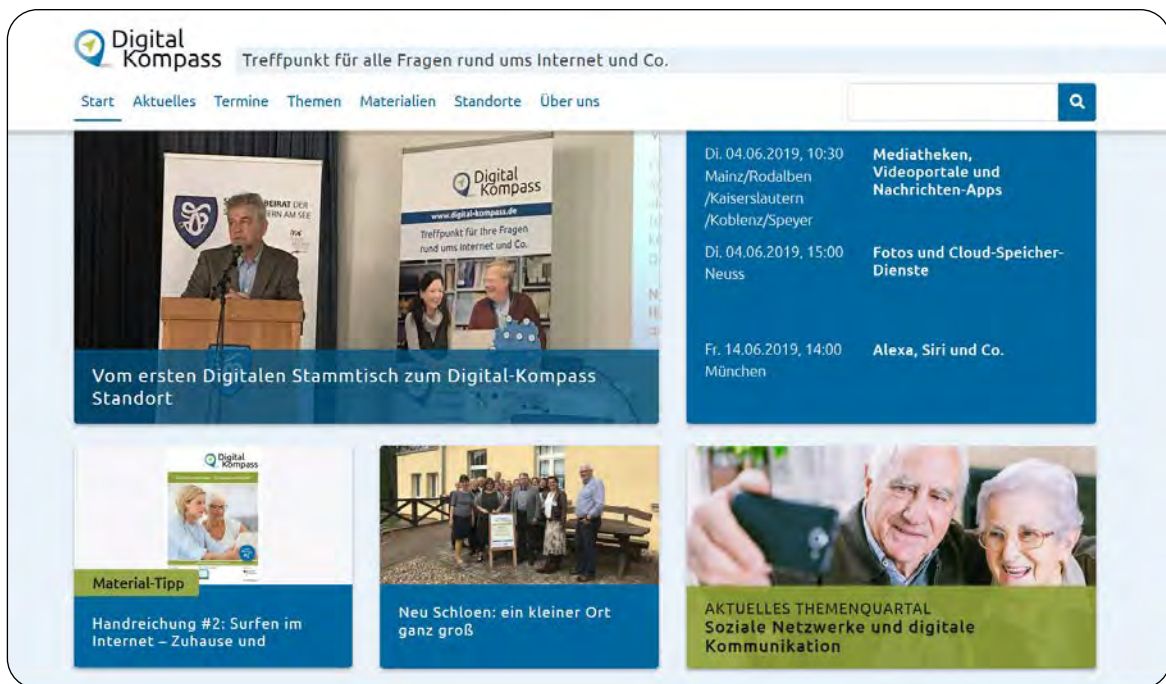 Digital
Kompass
Treffpunkt für alle Fragen rund ums Internet und Co.
Start Aktuelles Termine Themen Materialien Standorte Über uns
BEIRAT DER
ERN AM SEE
Digital
Kompass
www.digital-kompass.de
Treffpunkt für Ihre Fragen
rund ums Internet und Co.
Vom ersten Digitalen Stammtisch zum Digital-Kompass
Standort
Di. 04.06.2019, 10:30
Mainz/Rodalben
/Kaiserslautern
/Koblenz/Speyer
Mediatheken,
Videoportale und
Nachrichten-Apps
Di. 04.06.2019, 15:00
Neuss
Fotos und Cloud-Speicher-
Dienste
Fr. 14.06.2019, 14:00
München
Alexa, Siri und Co.
Digital
Kompass
Material-Tipp
Handreichung #2: Surfen im
Internet – Zuhause und
Neu Schloen: ein kleiner Ort
ganz groß
AKTUELLES THEMENQUARTAL
Soziale Netzwerke und digitale
Kommunikation